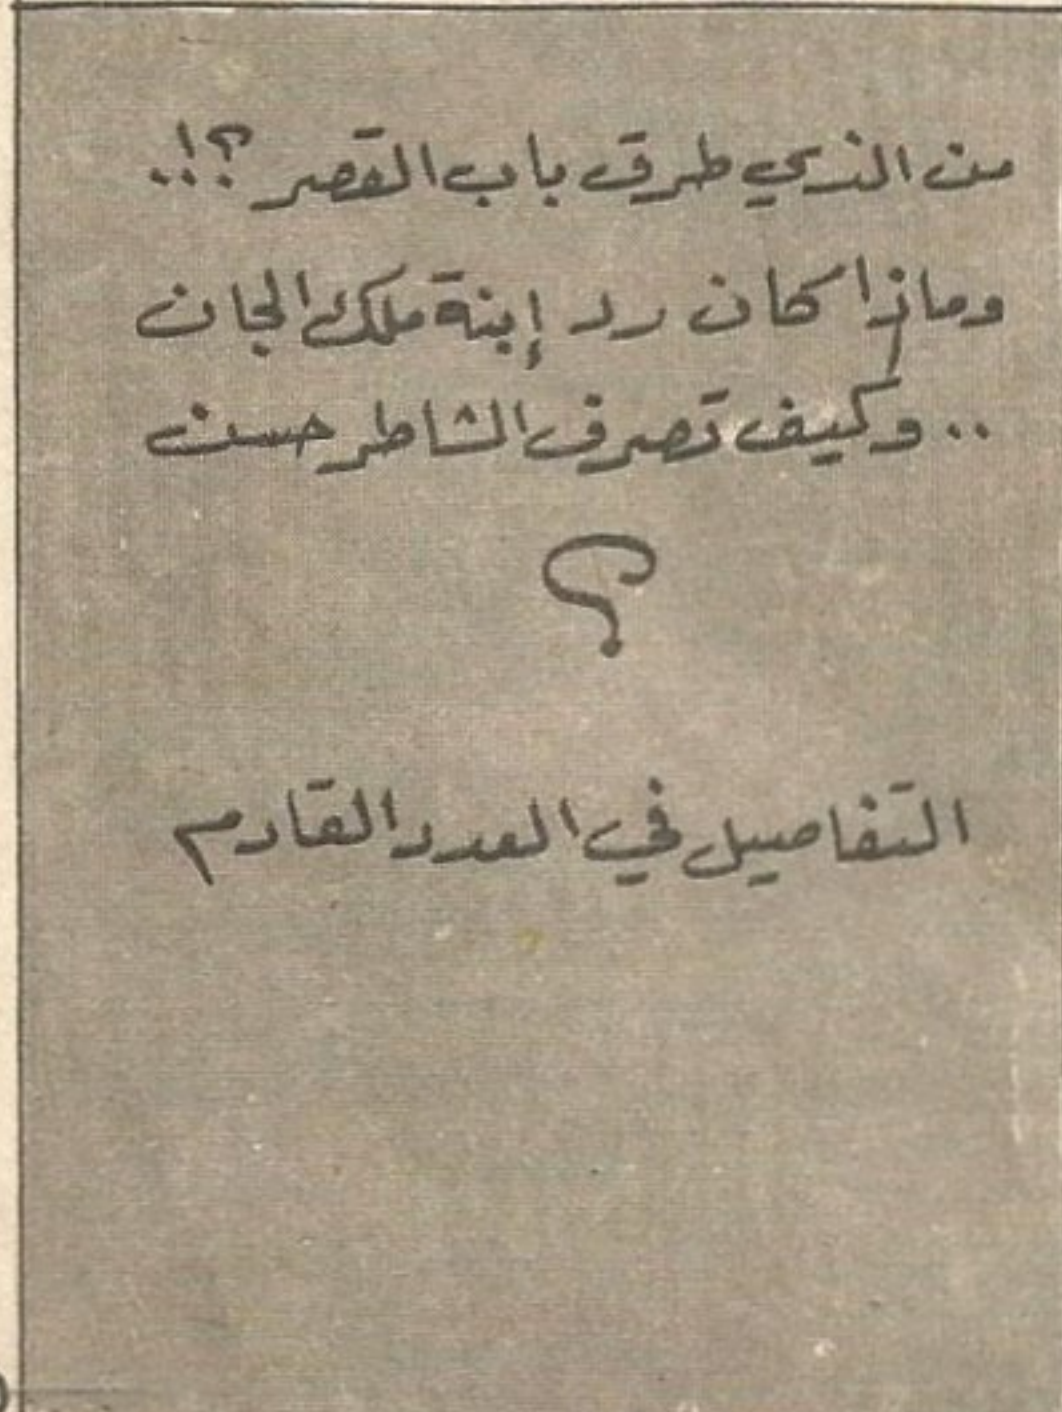 من الذي طرق باب القصر ؟!..
وماذا كان رد إبنة ملك الجان
.. وكيف تصرف الشاطر حسن
؟
التفاصيل في العدد القادم